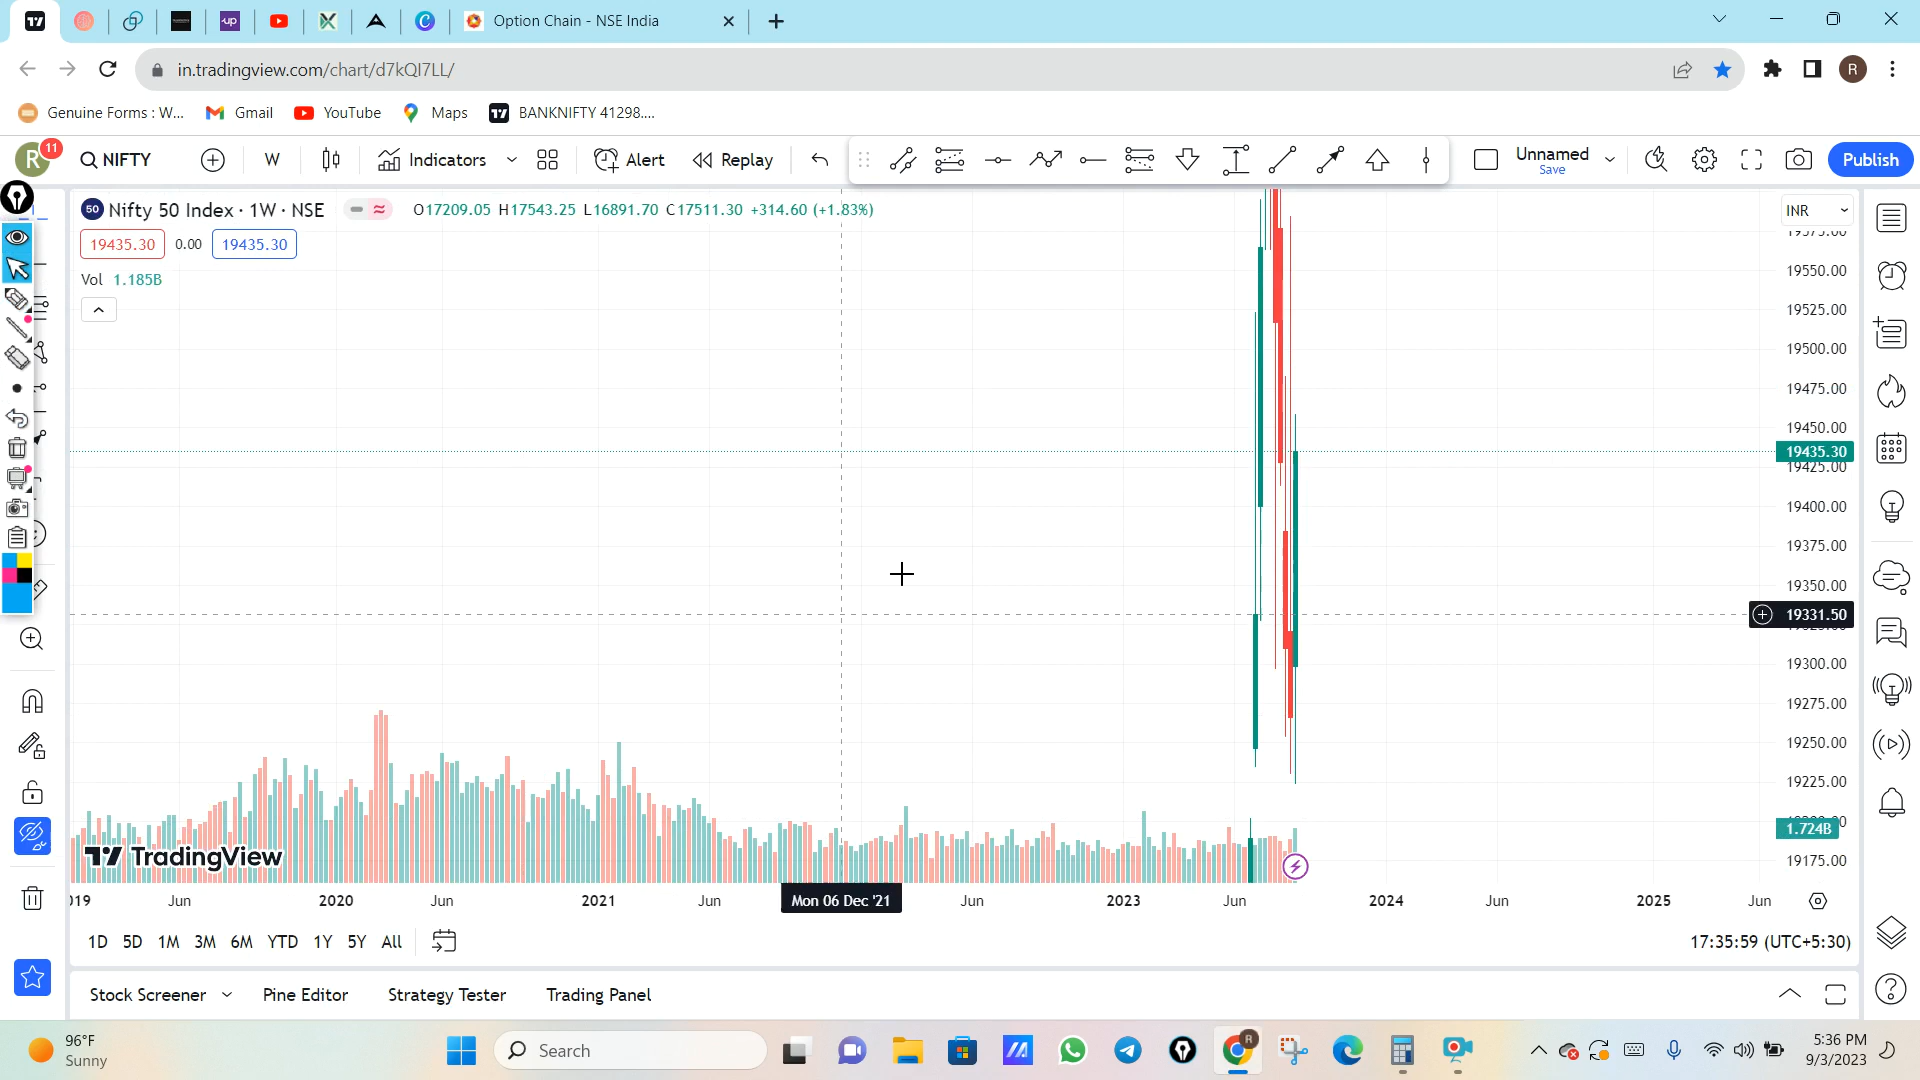 Option Chain - NSE India
in.tradingview.com/chart/d7kQI7LL/
R
Genuine Forms : W...
Gmail
YouTube
Maps
BANKNIFTY 41298....
R
11
NIFTY
W
Indicators
Alert
Replay
Unnamed
Save
Publish
50
Nifty 50 Index · 1W · NSE
O17209.05 H17543.25 L16891.70 C17511.30 +314.60 (+1.83%)
INR
19435.30
0.00
19435.30
Vol 1.185B
19550.00
19525.00
19500.00
19475.00
19450.00
19435.30
19425.00
19400.00
19375.00
19350.00
19331.50
19300.00
19275.00
19250.00
19225.00
1.724B
19175.00
TradingView
Jun
2020
Jun
2021
Jun
Mon 06 Dec '21
Jun
2023
Jun
2024
Jun
2025
Jun
1D 5D 1M 3M 6M YTD 1Y 5Y All
17:35:59 (UTC+5:30)
Stock Screener
Pine Editor
Strategy Tester
Trading Panel
96°F
Sunny
Search
R
5:36 PM
9/3/2023